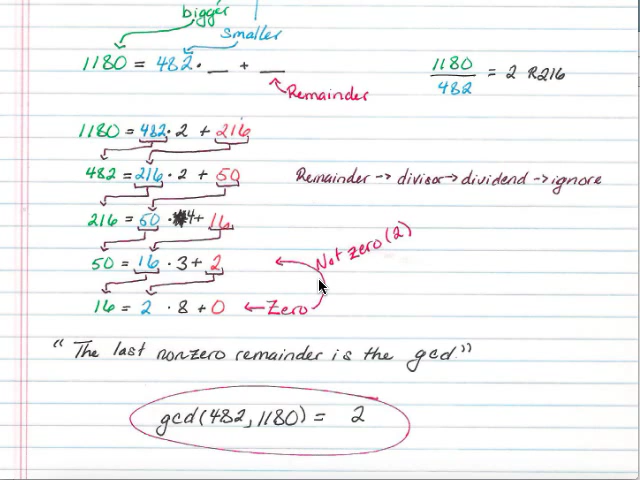 bigger
smaller
1180 = 482 · __ + __
Remainder
1180/482 = 2 R216
1180 = 482 · 2 + 216
482 = 216 · 2 + 50
Remainder -> divisor -> dividend -> ignore
216 = 50 · 4 + 16
Not zero (2)
50 = 16 · 3 + 2
16 = 2 · 8 + 0 <- Zero
"The last nonzero remainder is the gcd."
gcd(482, 1180) = 2